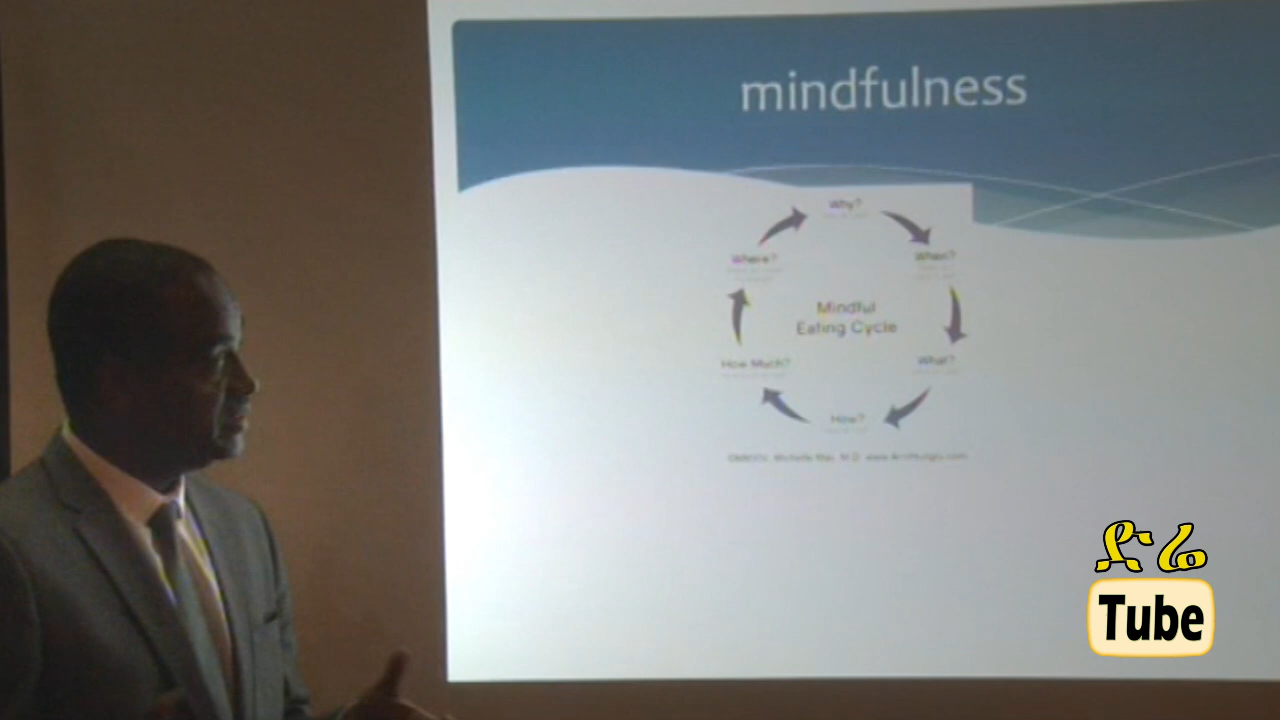 mindfulness
Why?
Where?
When?
Mindful
Eating Cycle
How Much?
What?
How?
ድሬ
Tube